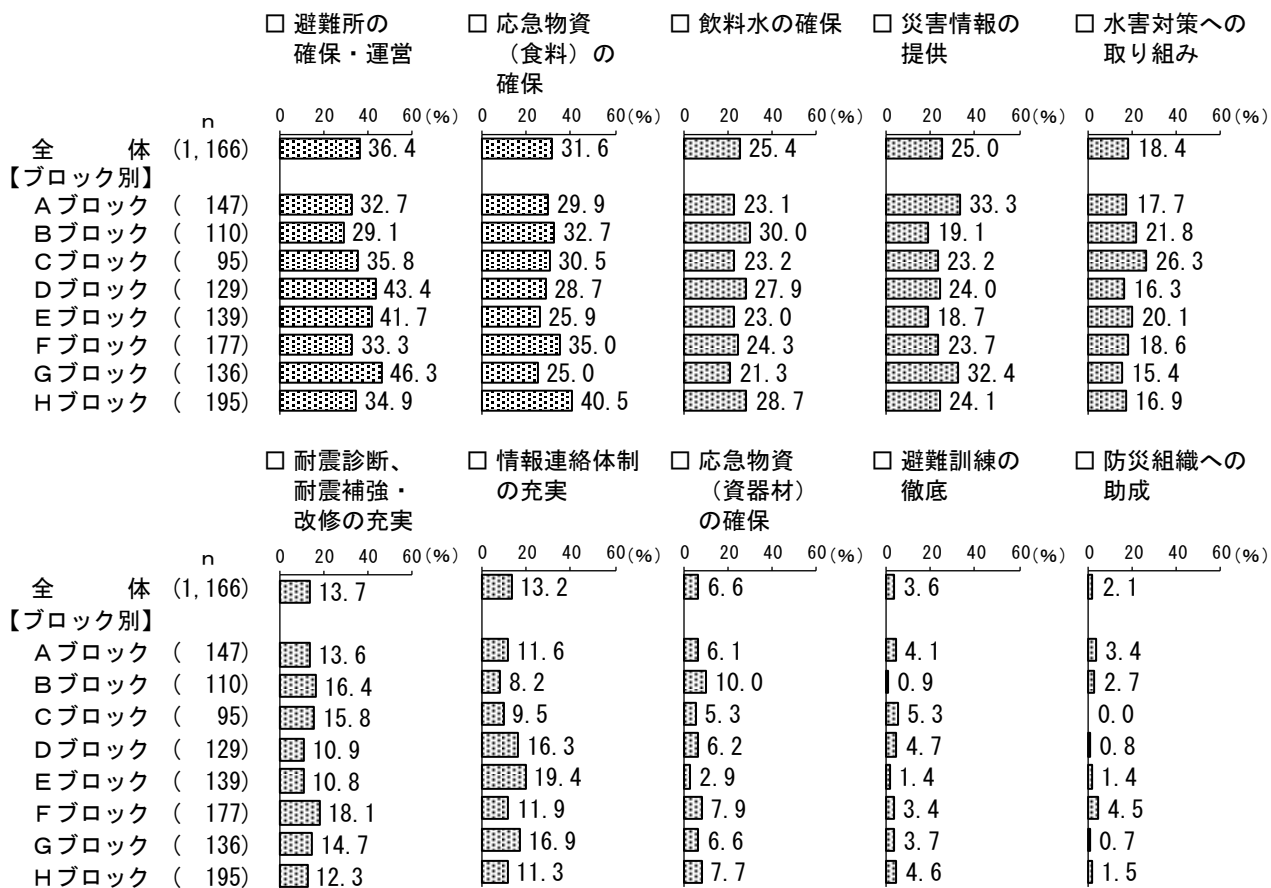 □ 避難所の 確保・運営
□ 応急物資 （食料）の 確保
□ 飲料水の確保
□ 災害情報の 提供
□ 水害対策への 取り組み
n 0 20 40 60(%) 0 20 40 60(%) 0 20 40 60(%) 0 20 40 60(%) 0 20 40 60(%)
全　体 (1,166) 36.4 31.6 25.4 25.0 18.4
【ブロック別】
Aブロック ( 147) 32.7 29.9 23.1 33.3 17.7
Bブロック ( 110) 29.1 32.7 30.0 19.1 21.8
Cブロック ( 95) 35.8 30.5 23.2 23.2 26.3
Dブロック ( 129) 43.4 28.7 27.9 24.0 16.3
Eブロック ( 139) 41.7 25.9 23.0 18.7 20.1
Fブロック ( 177) 33.3 35.0 24.3 23.7 18.6
Gブロック ( 136) 46.3 25.0 21.3 32.4 15.4
Hブロック ( 195) 34.9 40.5 28.7 24.1 16.9
□ 耐震診断、 耐震補強・ 改修の充実
□ 情報連絡体制 の充実
□ 応急物資 （資器材） の確保
□ 避難訓練の 徹底
□ 防災組織への 助成
n 0 20 40 60(%) 0 20 40 60(%) 0 20 40 60(%) 0 20 40 60(%) 0 20 40 60(%)
全　体 (1,166) 13.7 13.2 6.6 3.6 2.1
【ブロック別】
Aブロック ( 147) 13.6 11.6 6.1 4.1 3.4
Bブロック ( 110) 16.4 8.2 10.0 0.9 2.7
Cブロック ( 95) 15.8 9.5 5.3 5.3 0.0
Dブロック ( 129) 10.9 16.3 6.2 4.7 0.8
Eブロック ( 139) 10.8 19.4 2.9 1.4 1.4
Fブロック ( 177) 18.1 11.9 7.9 3.4 4.5
Gブロック ( 136) 14.7 16.9 6.6 3.7 0.7
Hブロック ( 195) 12.3 11.3 7.7 4.6 1.5